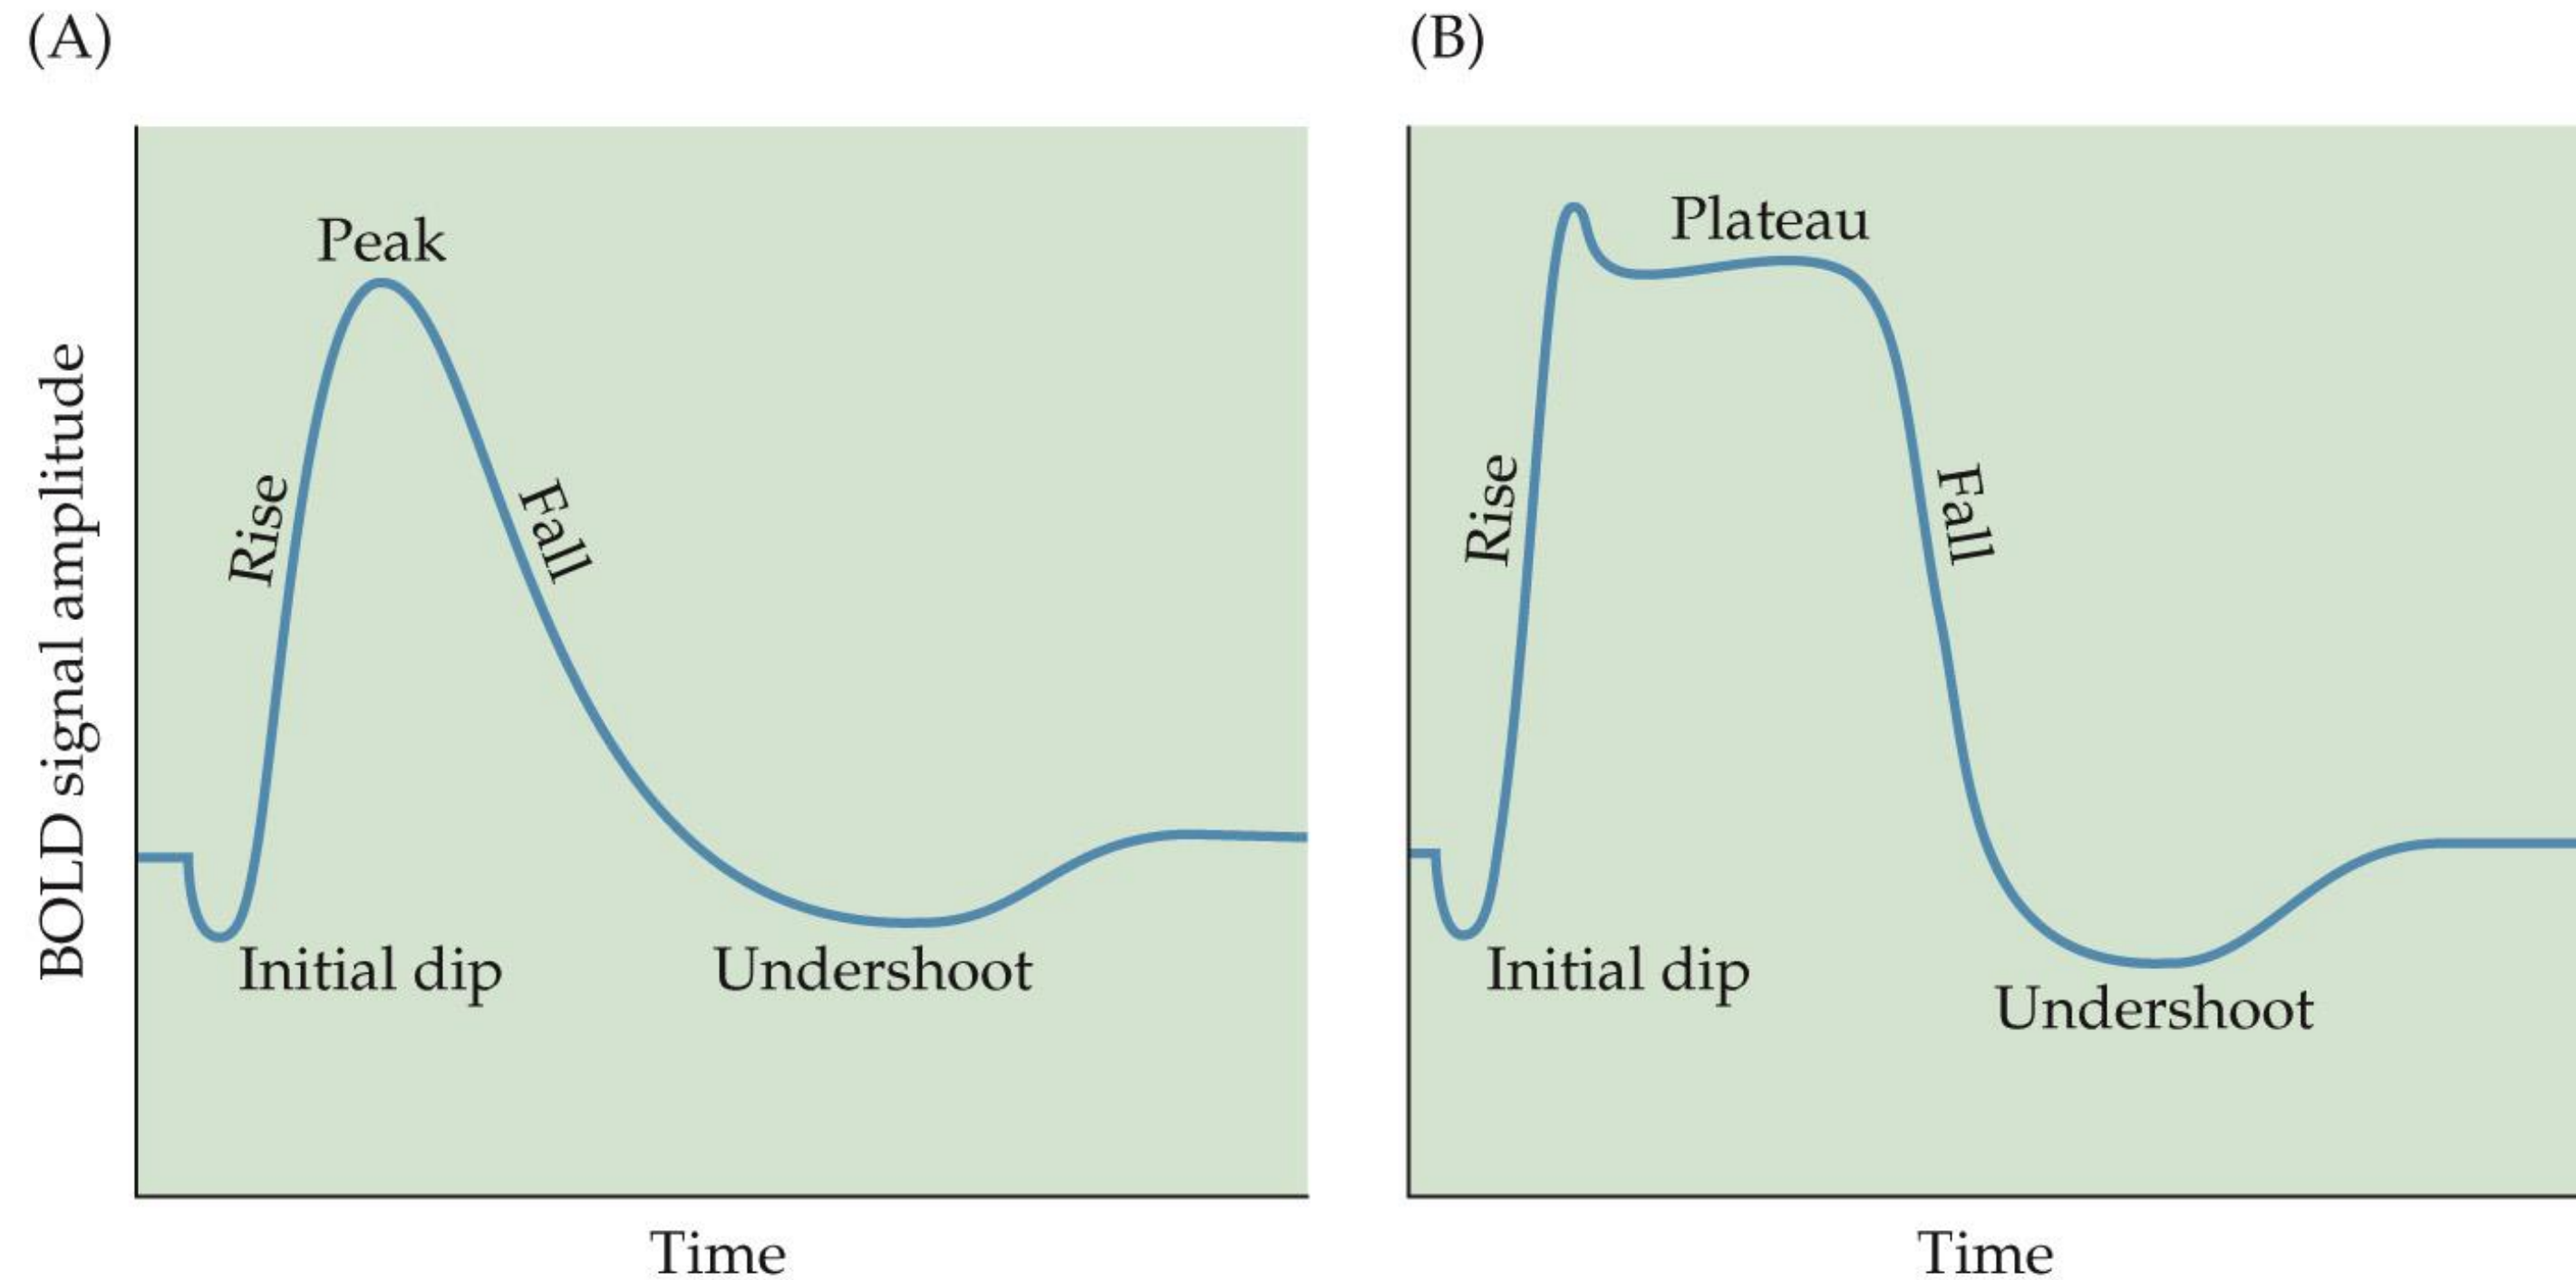 (A)
Peak
Rise
Fall
Initial dip
Undershoot
BOLD signal amplitude
Time
(B)
Plateau
Rise
Fall
Initial dip
Undershoot
Time